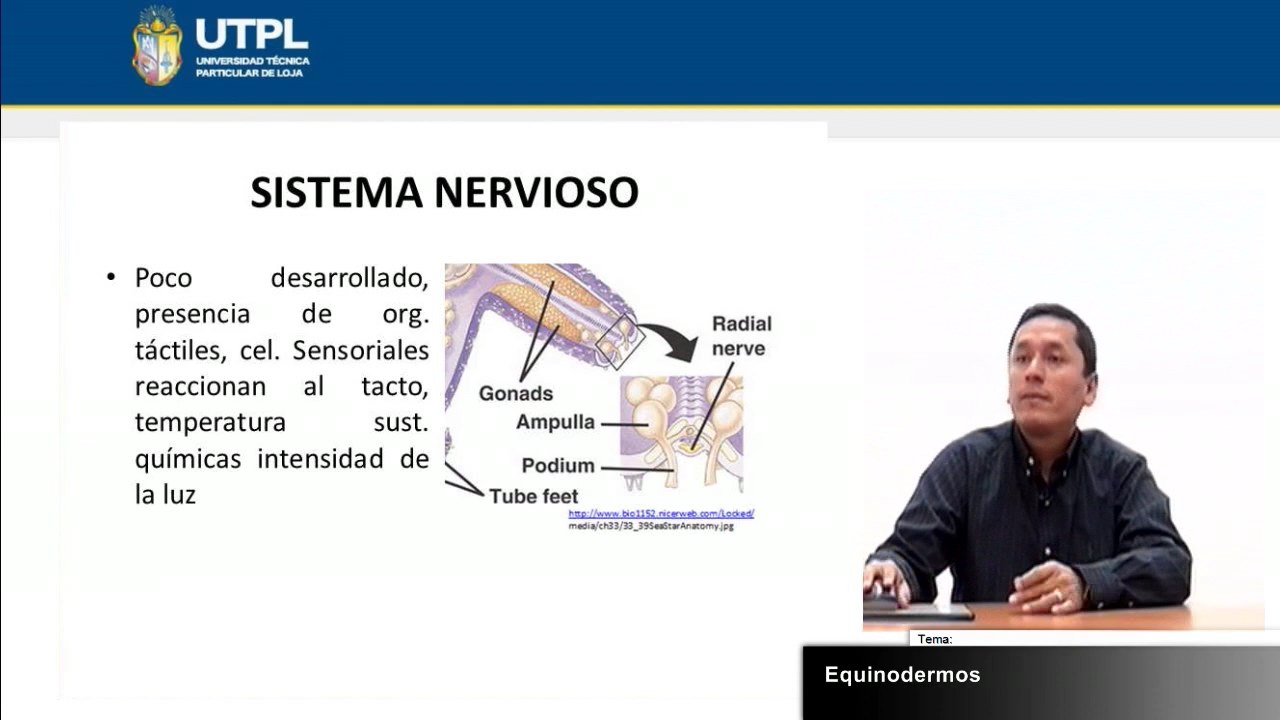 UTPL
UNIVERSIDAD TÉCNICA
PARTICULAR DE LOJA
SISTEMA NERVIOSO
• Poco desarrollado,
presencia de org.
táctiles, cel. Sensoriales
reaccionan al tacto,
temperatura sust.
químicas intensidad de
la luz
Radial
nerve
Gonads
Ampulla
Podium
Tube feet
http://www.bio1152.nicerweb.com/Locked/
media/ch33/33_39SeaStarAnatomy.jpg
Tema:
Equinodermos